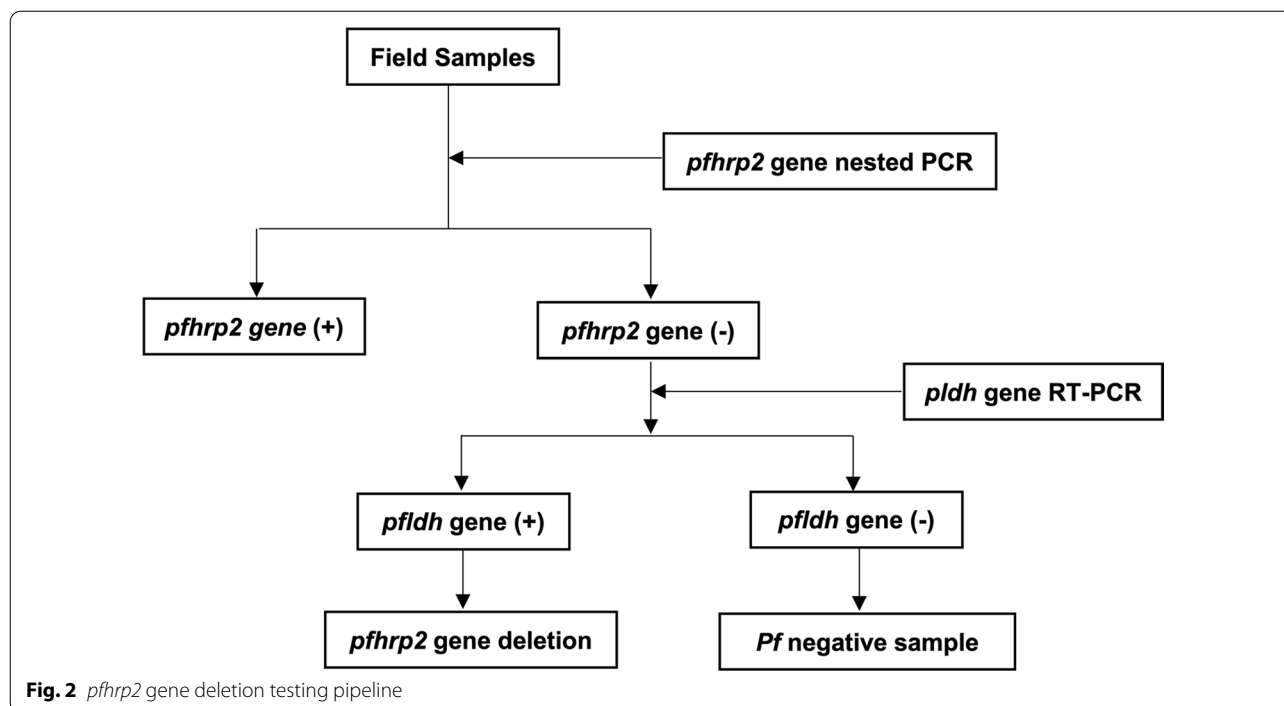 Field Samples
pfhrp2 gene nested PCR
pfhrp2 gene (+)
pfhrp2 gene (-)
pldh gene RT-PCR
pfldh gene (+)
pfldh gene (-)
pfhrp2 gene deletion
Pf negative sample
Fig. 2 pfhrp2 gene deletion testing pipeline